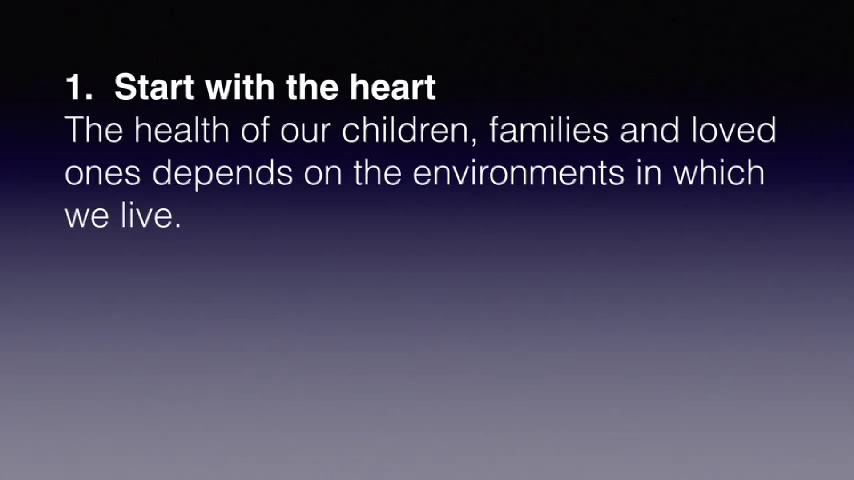 1. Start with the heart
The health of our children, families and loved
ones depends on the environments in which
we live.